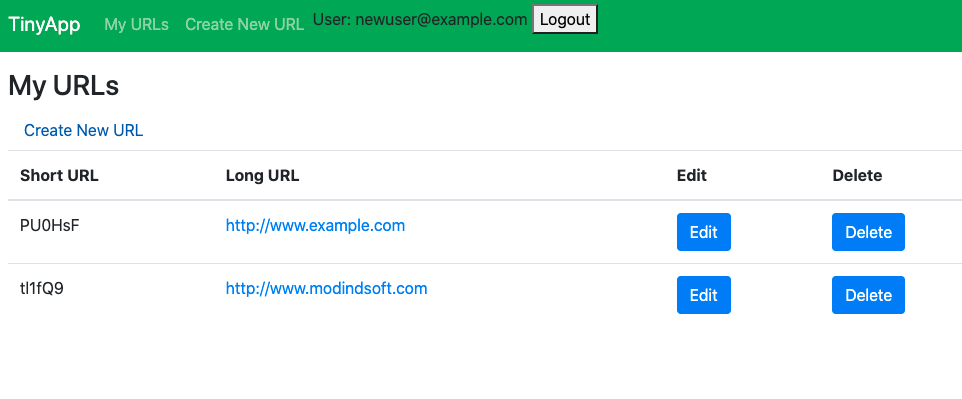 TinyApp My URLs Create New URL User: newuser@example.com Logout
My URLs
Create New URL
Short URL Long URL Edit Delete
PU0HsF http://www.example.com Edit Delete
tl1fQ9 http://www.modindsoft.com Edit Delete